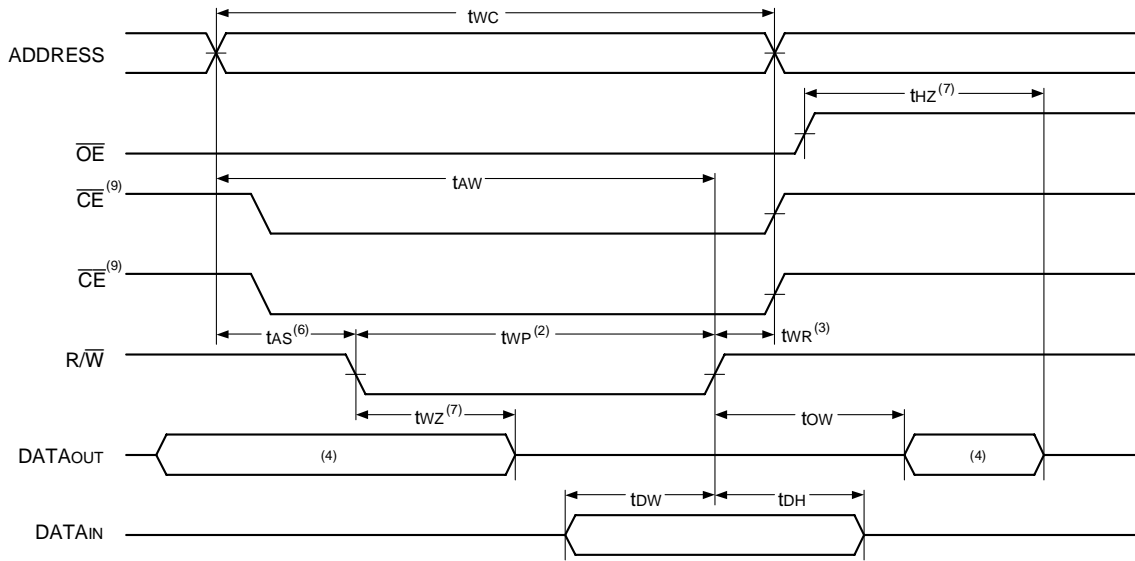 tWC
ADDRESS
tHZ(7)
OE
tAW
CE(9)
CE(9)
tAS(6) tWP(2) tWR(3)
R/W
tWZ(7) tOW
DATAOUT (4) (4)
tDW tDH
DATAIN